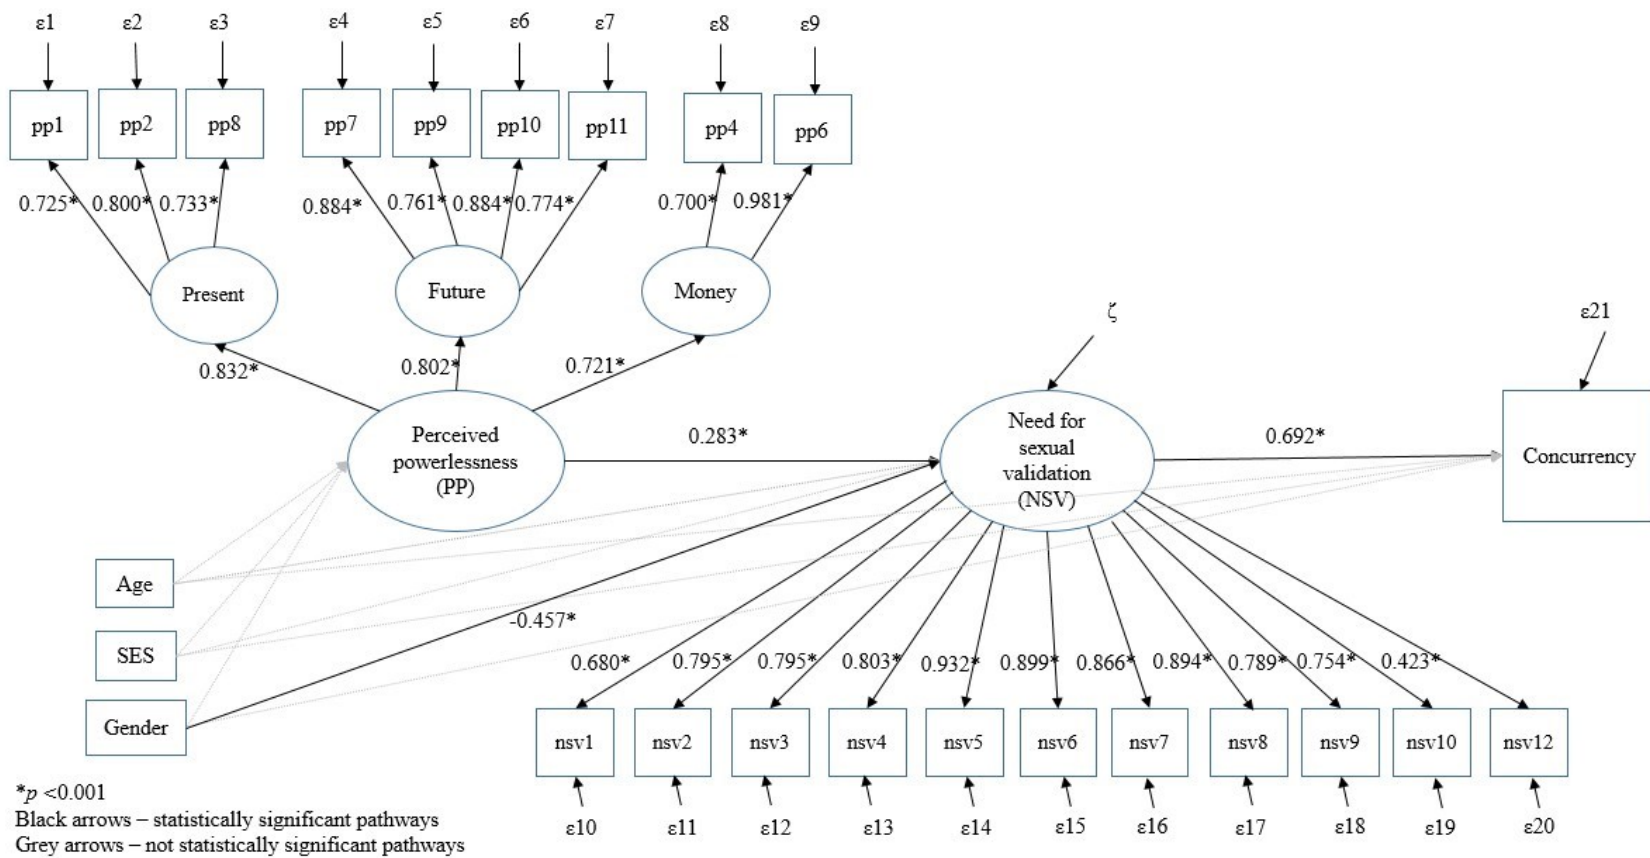 ε1 ε2 ε3 ε4 ε5 ε6 ε7 ε8 ε9
pp1 pp2 pp8 pp7 pp9 pp10 pp11 pp4 pp6
0.725* 0.800* 0.733* 0.884* 0.761* 0.884* 0.774* 0.700* 0.981*
Present Future Money
ζ ε21
0.832* 0.802* 0.721*
Perceived
powerlessness
(PP)
0.283*
Need for
sexual
validation
(NSV)
0.692*
Concurrency
Age
SES
Gender
-0.457*
0.680* 0.795* 0.795* 0.803* 0.932* 0.899* 0.866* 0.894* 0.789* 0.754* 0.423*
nsv1 nsv2 nsv3 nsv4 nsv5 nsv6 nsv7 nsv8 nsv9 nsv10 nsv12
ε10 ε11 ε12 ε13 ε14 ε15 ε16 ε17 ε18 ε19 ε20
*p <0.001
Black arrows – statistically significant pathways
Grey arrows – not statistically significant pathways